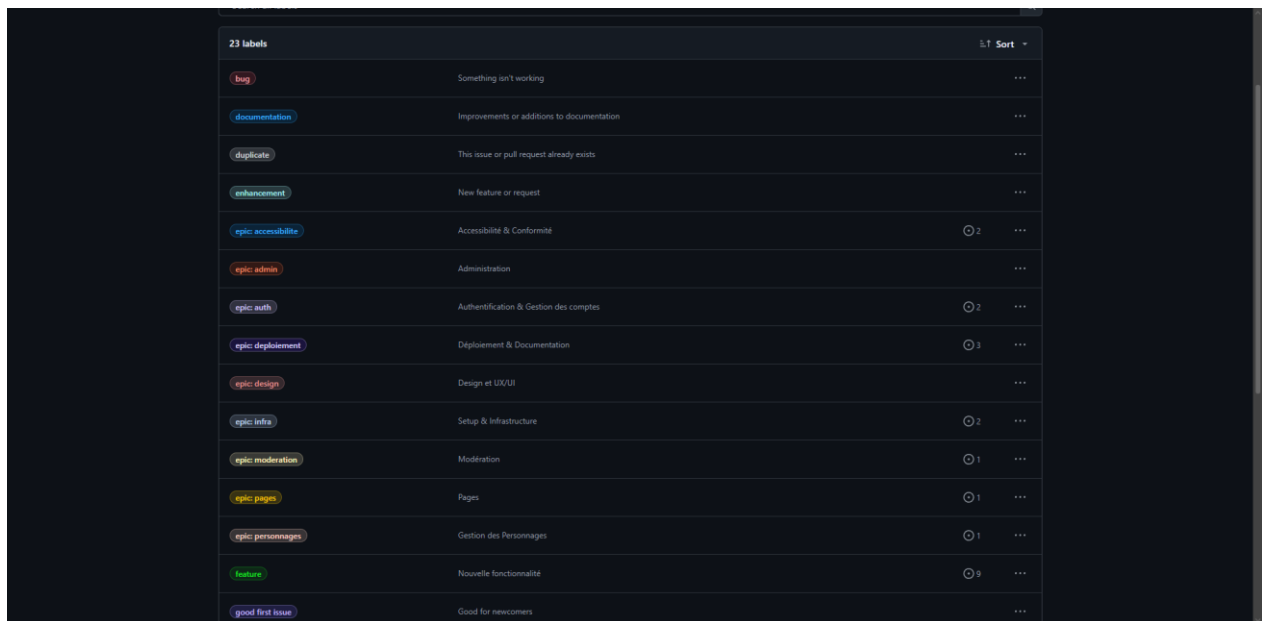 23 labels Sort
bug Something isn't working
documentation Improvements or additions to documentation
duplicate This issue or pull request already exists
enhancement New feature or request
epic: accessibilite Accessibilité & Conformité 2
epic: admin Administration
epic: auth Authentification & Gestion des comptes 2
epic: deploiement Déploiement & Documentation 3
epic: design Design et UX/UI
epic: infra Setup & Infrastructure 2
epic: moderation Modération 1
epic: pages Pages 1
epic: personnages Gestion des Personnages 1
feature Nouvelle fonctionnalité 9
good first issue Good for newcomers